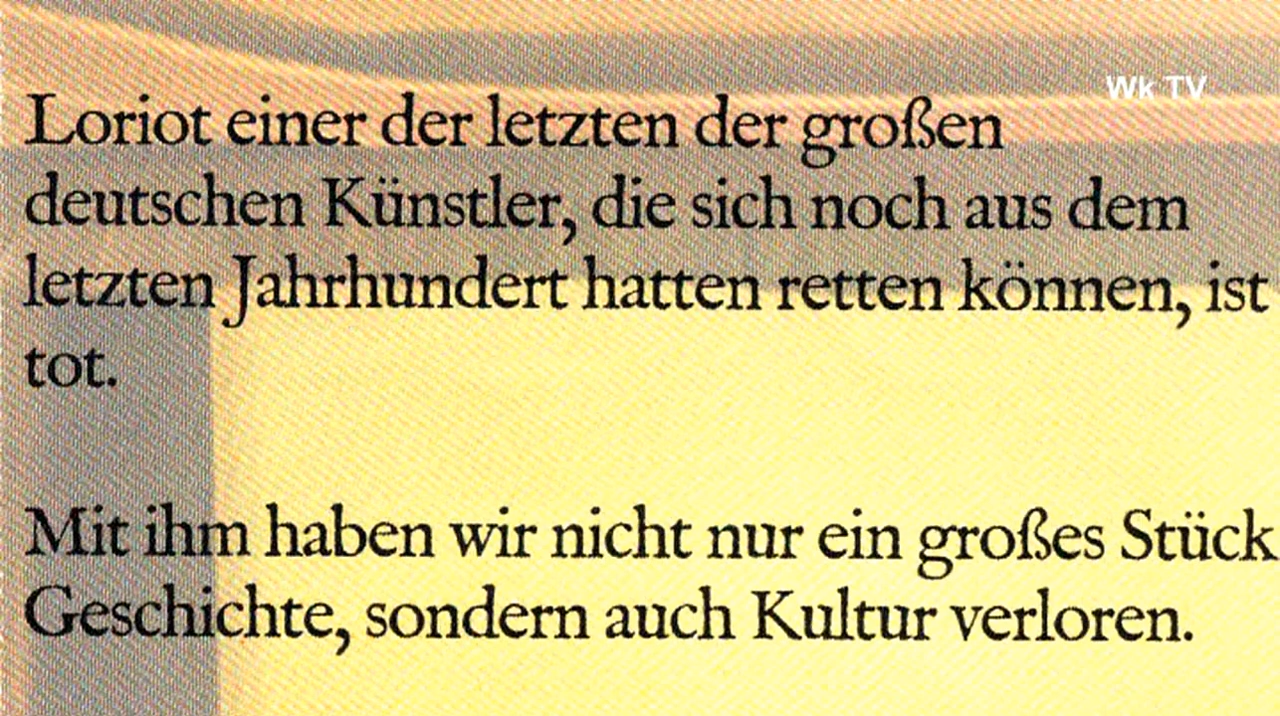 Wk TV
Loriot einer der letzten der großen
deutschen Künstler, die sich noch aus dem
letzten Jahrhundert hatten retten können, ist
tot.
Mit ihm haben wir nicht nur ein großes Stück
Geschichte, sondern auch Kultur verloren.